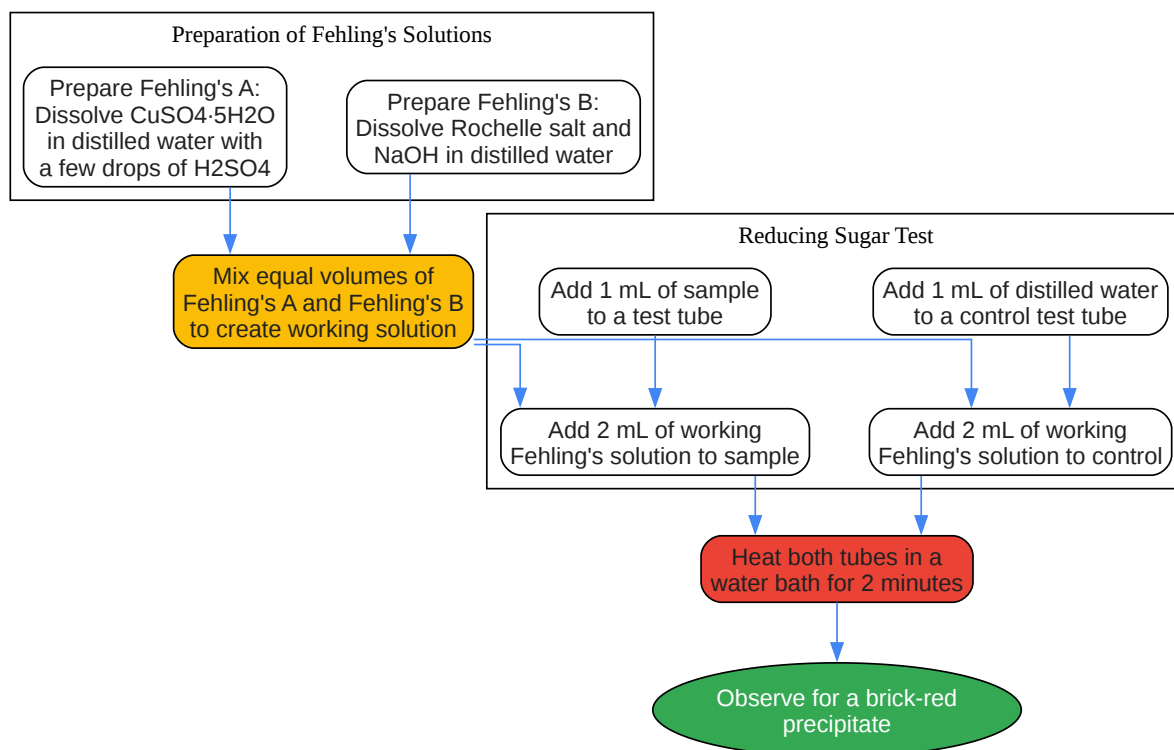 Preparation of Fehling's Solutions
Prepare Fehling's A:
Dissolve CuSO4·5H2O
in distilled water with
a few drops of H2SO4
Prepare Fehling's B:
Dissolve Rochelle salt and
NaOH in distilled water
Mix equal volumes of
Fehling's A and Fehling's B
to create working solution
Reducing Sugar Test
Add 1 mL of sample
to a test tube
Add 1 mL of distilled water
to a control test tube
Add 2 mL of working
Fehling's solution to sample
Add 2 mL of working
Fehling's solution to control
Heat both tubes in a
water bath for 2 minutes
Observe for a brick-red
precipitate